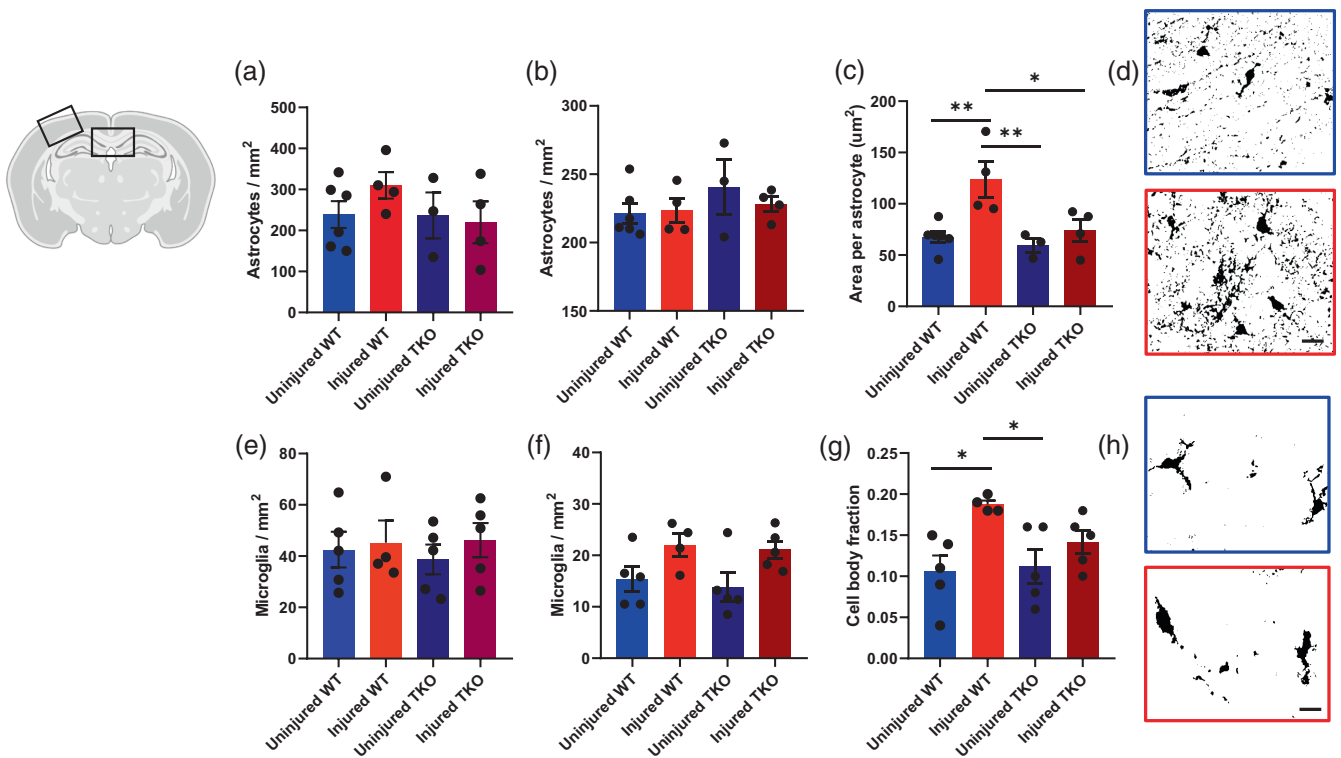 (a)
Astrocytes / mm²
500
400
300
200
100
0
Uninjured WT
Injured WT
Uninjured TKO
Injured TKO
(b)
Astrocytes / mm²
300
250
200
150
Uninjured WT
Injured WT
Uninjured TKO
Injured TKO
(c)
Area per astrocyte (um²)
200
150
100
50
0
**
**
*
Uninjured WT
Injured WT
Uninjured TKO
Injured TKO
(d)
(e)
Microglia / mm²
80
60
40
20
0
Uninjured WT
Injured WT
Uninjured TKO
Injured TKO
(f)
Microglia / mm²
40
30
20
10
0
Uninjured WT
Injured WT
Uninjured TKO
Injured TKO
(g)
Cell body fraction
0.25
0.20
0.15
0.10
0.05
0.00
*
*
Uninjured WT
Injured WT
Uninjured TKO
Injured TKO
(h)